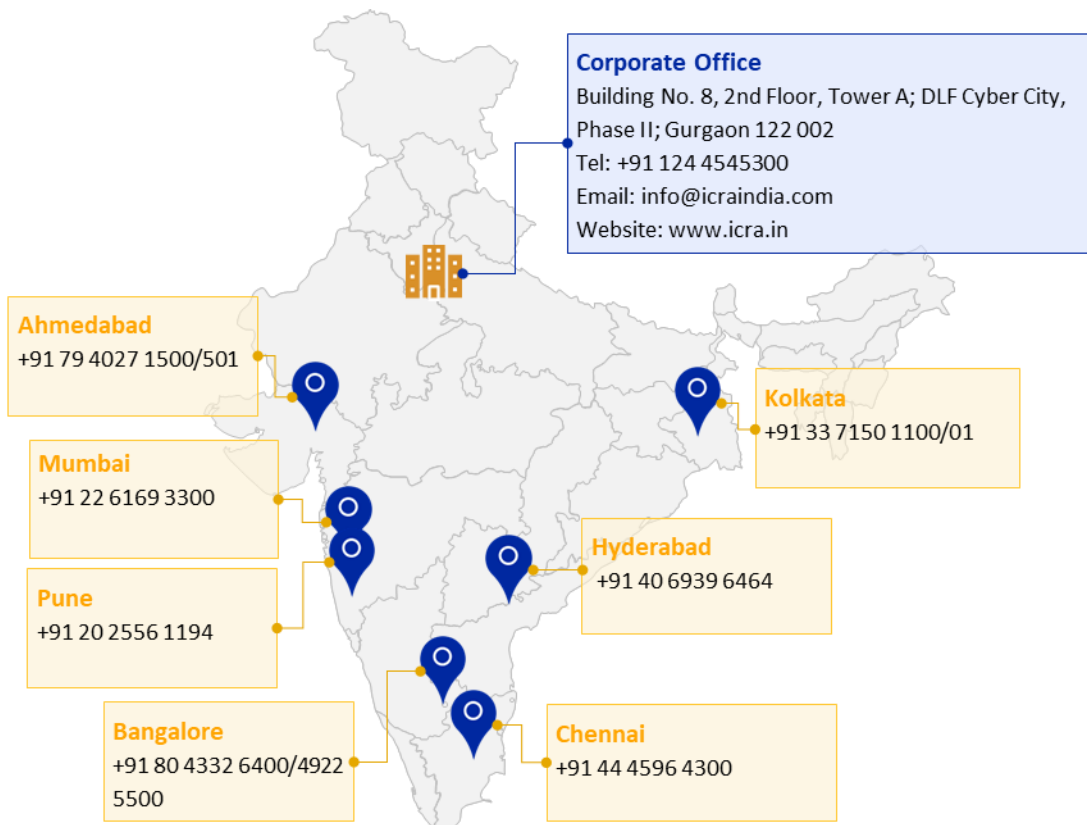 Corporate Office
Building No. 8, 2nd Floor, Tower A; DLF Cyber City,
Phase II; Gurgaon 122 002
Tel: +91 124 4545300
Email: info@icraindia.com
Website: www.icra.in
Ahmedabad
+91 79 4027 1500/501
Kolkata
+91 33 7150 1100/01
Mumbai
+91 22 6169 3300
Hyderabad
+91 40 6939 6464
Pune
+91 20 2556 1194
Bangalore
+91 80 4332 6400/4922
5500
Chennai
+91 44 4596 4300